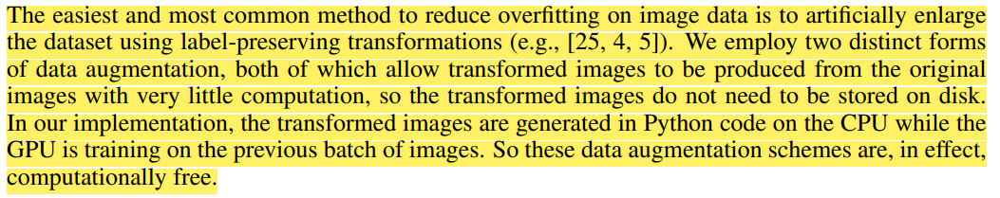 The easiest and most common method to reduce overfitting on image data is to artificially enlarge
the dataset using label-preserving transformations (e.g., [25, 4, 5]). We employ two distinct forms
of data augmentation, both of which allow transformed images to be produced from the original
images with very little computation, so the transformed images do not need to be stored on disk.
In our implementation, the transformed images are generated in Python code on the CPU while the
GPU is training on the previous batch of images. So these data augmentation schemes are, in effect,
computationally free.